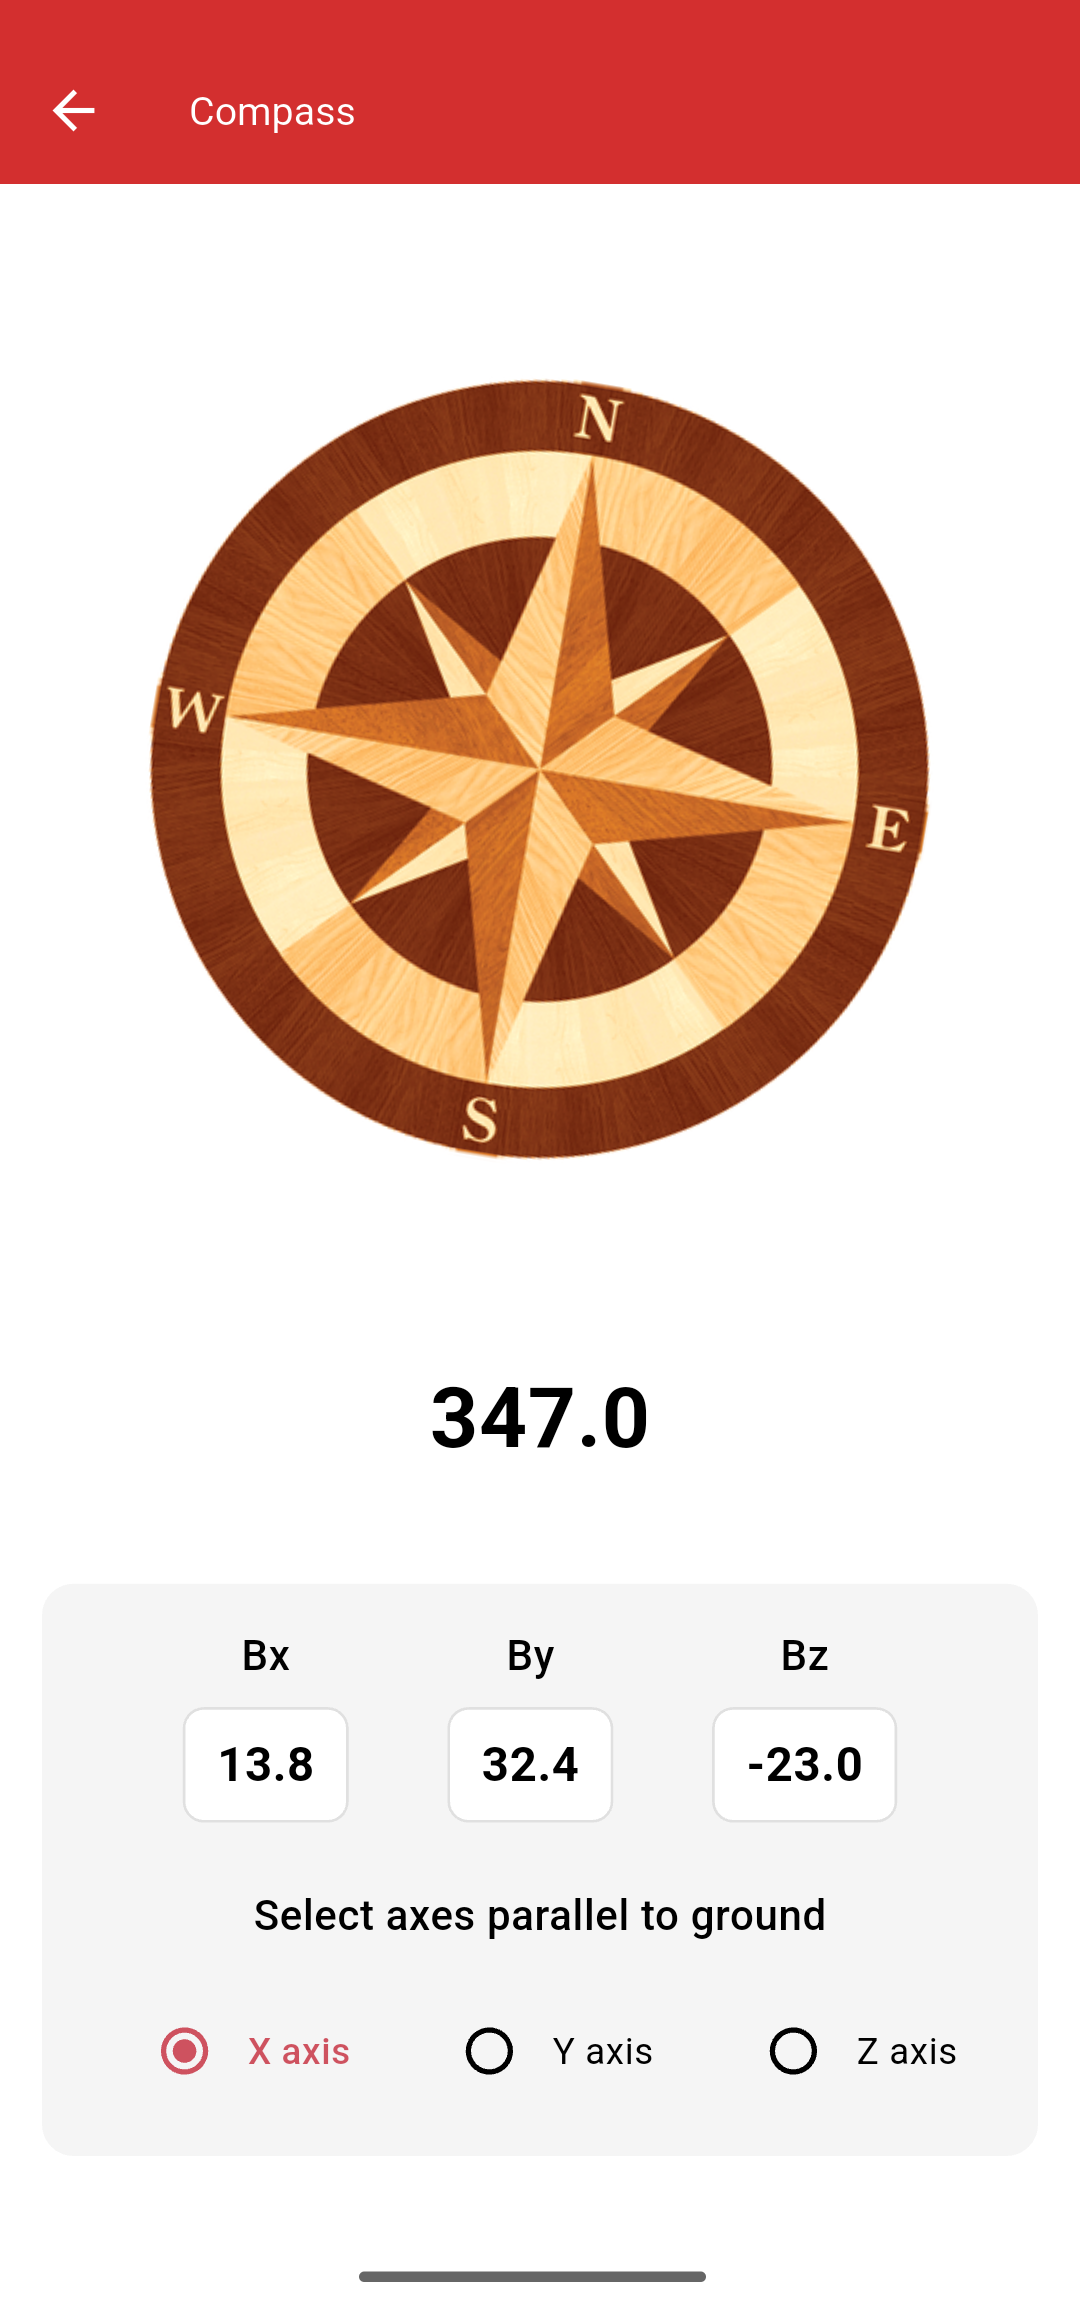 Compass
N
W
E
S
347.0
Bx By Bz
13.8 32.4 -23.0
Select axes parallel to ground
X axis Y axis Z axis